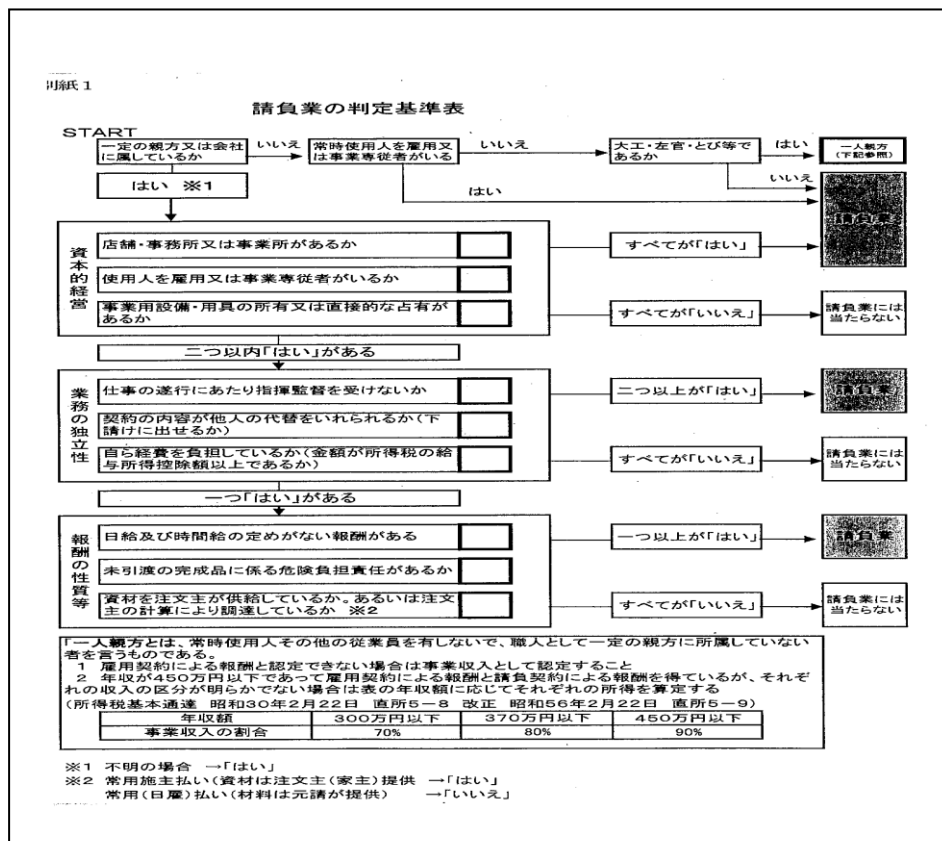 別紙1
請負業の判定基準表
START
一定の親方又は会社
に属しているか
いいえ
常時使用人を雇用又
は事業専従者がいる
いいえ
大工・左官・とび等で
あるか
はい
一人親方
(下記参照)
はい ※1
はい
いいえ
請負業
資本的経営
店舗・事務所又は事業所があるか
すべてが「はい」
使用人を雇用又は事業専従者がいるか
事業用設備・用具の所有又は直接的な占有が
あるか
すべてが「いいえ」
請負業には
当たらない
二つ以内「はい」がある
業務の独立性
仕事の遂行にあたり指揮監督を受けないか
二つ以上が「はい」
請負業
契約の内容が他人の代替をいれられるか(下
請けに出せるか)
自ら経費を負担しているか(金額が所得税の給
与所得控除額以上であるか)
すべてが「いいえ」
請負業には
当たらない
一つ「はい」がある
報酬の性質等
日給及び時間給の定めがない報酬がある
一つ以上が「はい」
請負業
未引渡の完成品に係る危険負担責任があるか
資材を注文主が供給しているか。あるいは注文
主の計算により調達しているか ※2
すべてが「いいえ」
請負業には
当たらない
「一人親方とは、常時使用人その他の従業員を有しないで、職人として一定の親方に所属していない
者を言うものである。
1 雇用契約による報酬と認定できない場合は事業収入として認定すること
2 年収が450万円以下であって雇用契約による報酬と請負契約による報酬を得ているが、それぞ
れの収入の区分が明らかでない場合は表の年収額に応じてそれぞれの所得を算定する
(所得税基本通達 昭和30年2月22日 直所5-8 改正 昭和56年2月22日 直所5-9)
年収額 300万円以下 370万円以下 450万円以下
事業収入の割合 70% 80% 90%
※1 不明の場合 →「はい」
※2 常用施主払い(資材は注文主(家主)提供 →「はい」
常用(日雇)払い(材料は元請が提供) →「いいえ」